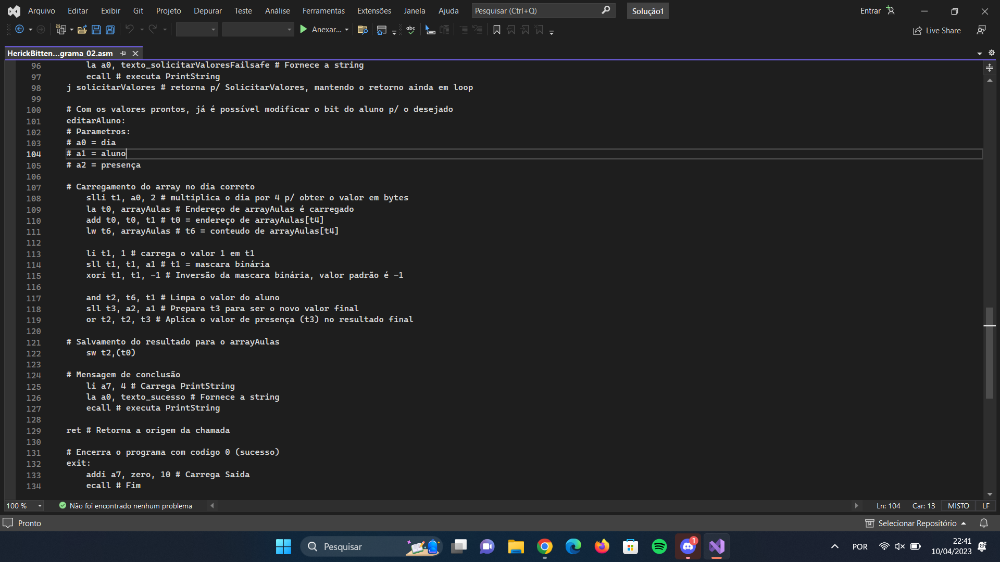 Arquivo Editar Exibir Git Projeto Depurar Teste Análise Ferramentas Extensões Janela Ajuda Pesquisar (Ctrl+Q) Solução1 Entrar
Anexar... abc Live Share
HerickBitten...grama_02.asm
96 la a0, texto_solicitarValoresFailsafe # Fornece a string
97 ecall # executa PrintString
98 j solicitarValores # retorna p/ SolicitarValores, mantendo o retorno ainda em loop
99
100 # Com os valores prontos, já é possível modificar o bit do aluno p/ o desejado
101 editarAluno:
102 # Parametros:
103 # a0 = dia
104 # a1 = aluno
105 # a2 = presença
106
107 # Carregamento do array no dia correto
108 slli t1, a0, 2 # multiplica o dia por 4 p/ obter o valor em bytes
109 la t0, arrayAulas # Endereço de arrayAulas é carregado
110 add t0, t0, t1 # t0 = endereço de arrayAulas[t4]
111 lw t6, arrayAulas # t6 = conteudo de arrayAulas[t4]
112
113 li t1, 1 # carrega o valor 1 em t1
114 sll t1, t1, a1 # t1 = mascara binária
115 xori t1, t1, -1 # Inversão da mascara binária, valor padrão é -1
116
117 and t2, t6, t1 # Limpa o valor do aluno
118 sll t3, a2, a1 # Prepara t3 para ser o novo valor final
119 or t2, t2, t3 # Aplica o valor de presença (t3) no resultado final
120
121 # Salvamento do resultado para o arrayAulas
122 sw t2,(t0)
123
124 # Mensagem de conclusão
125 li a7, 4 # Carrega PrintString
126 la a0, texto_sucesso # Fornece a string
127 ecall # executa PrintString
128
129 ret # Retorna a origem da chamada
130
131 # Encerra o programa com codigo 0 (sucesso)
132 exit:
133 addi a7, zero, 10 # Carrega Saida
134 ecall # Fim
100 % Não foi encontrado nenhum problema Ln: 104 Car: 13 MISTO LF
Pronto Selecionar Repositório
Pesquisar 1 POR 22:41
10/04/2023